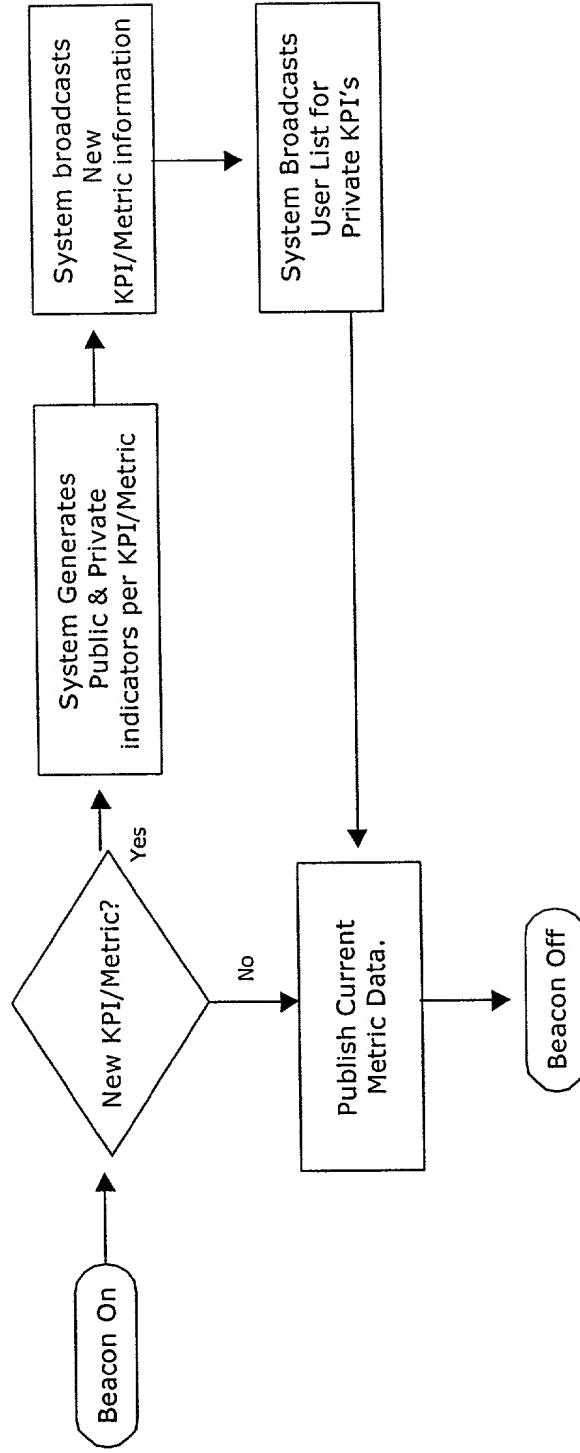 Beacon On
New KPI/Metric?
Yes
No
System Generates
Public & Private
indicators per KPI/Metric
System broadcasts
New
KPI/Metric information
System Broadcasts
User List for
Private KPI's
Publish Current
Metric Data.
Beacon Off